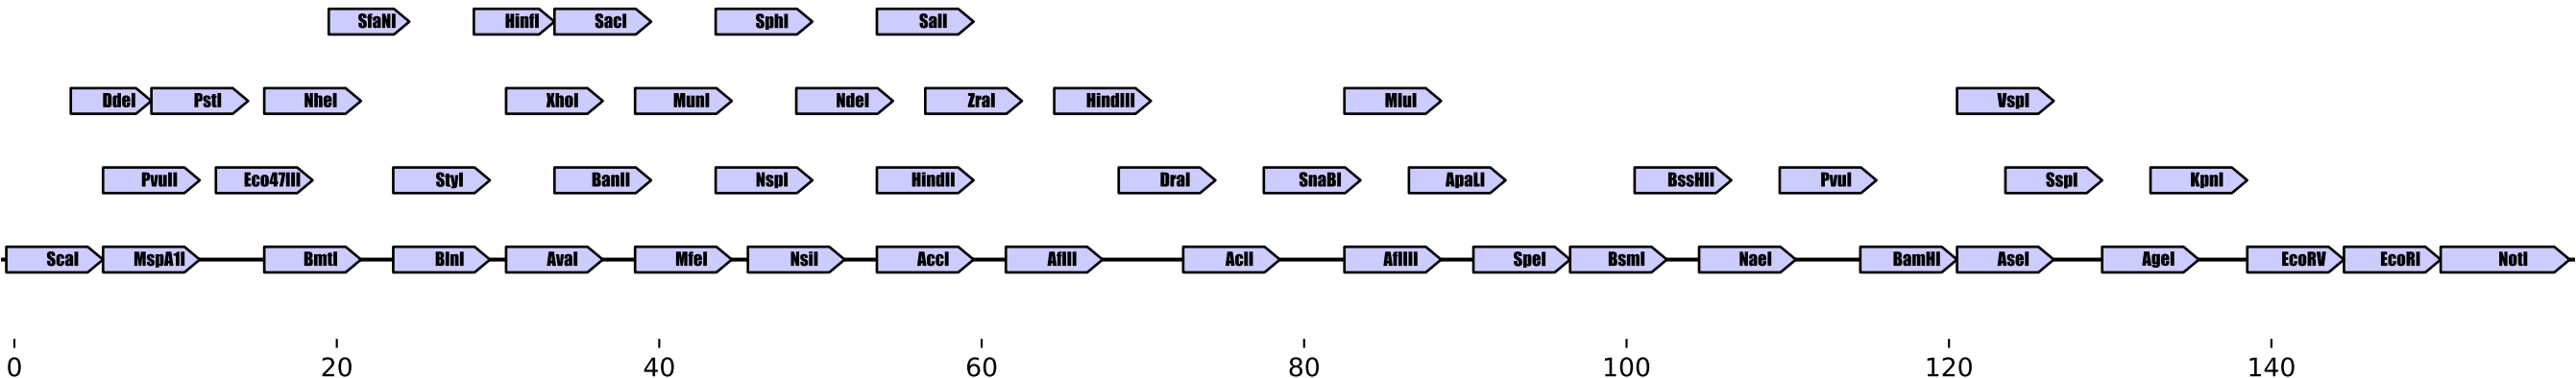 SfaNI HinfI SacI SphI SalI
DdeI PstI NheI XhoI MunI NdeI ZraI HindIII MluI VspI
PvuII Eco47III StyI BanII NspI HindII DraI SnaBI ApaLI BssHII PvuI SspI KpnI
ScaI MspA1I BmtI BlnI AvaI MfeI NsiI AccI AflII AclI AflIII SpeI BsmI NaeI BamHI AseI AgeI EcoRV EcoRI NotI
0 20 40 60 80 100 120 140